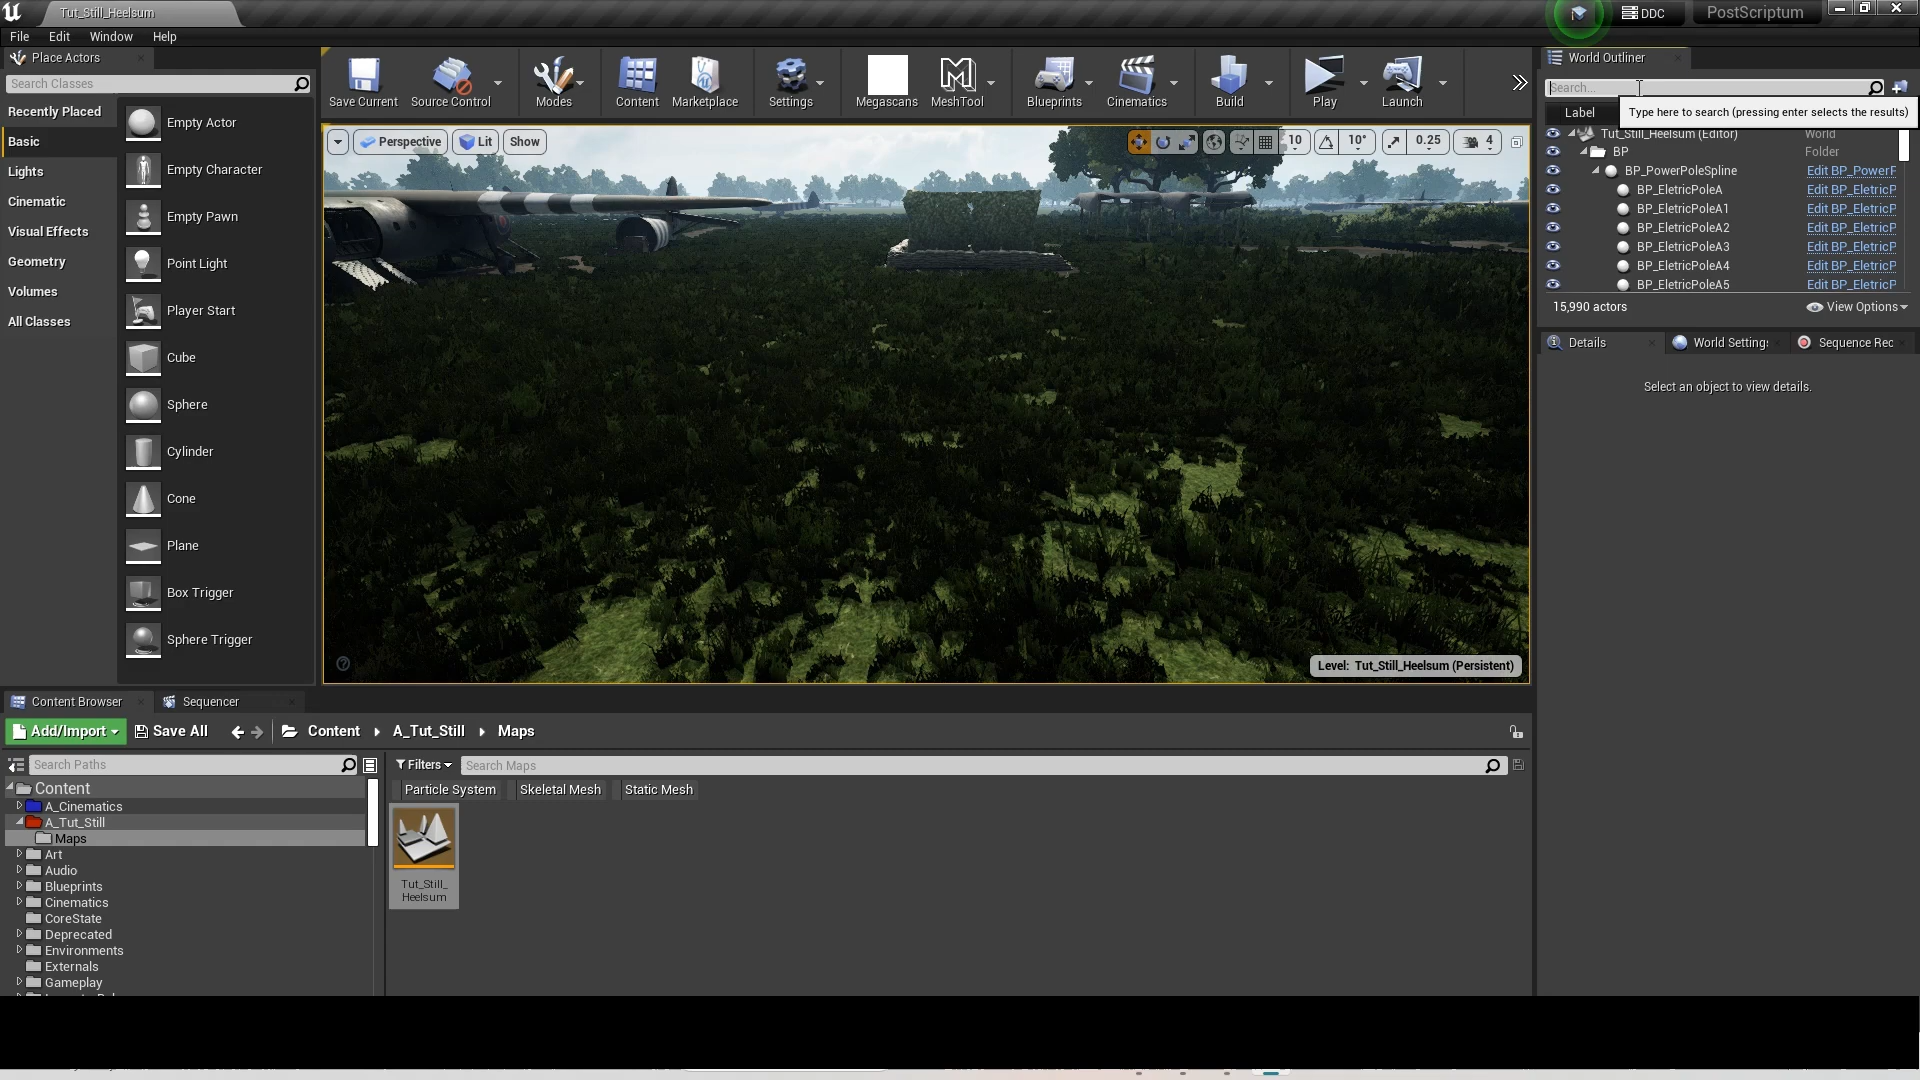 Tut_Still_Heelsum
DDC
PostScriptum
File Edit Window Help
Place Actors
Search Classes
Recently Placed
Basic
Lights
Cinematic
Visual Effects
Geometry
Volumes
All Classes
Empty Actor
Empty Character
Empty Pawn
Point Light
Player Start
Cube
Sphere
Cylinder
Cone
Plane
Box Trigger
Sphere Trigger
Save Current
Source Control
Modes
Content
Marketplace
Settings
Megascans
MeshTool
Blueprints
Cinematics
Build
Play
Launch
Perspective
Lit
Show
10
10°
0.25
4
Level: Tut_Still_Heelsum (Persistent)
World Outliner
Search...
Type here to search (pressing enter selects the results)
Label
Tut_Still_Heelsum (Editor) World
BP Folder
BP_PowerPoleSpline Edit BP_PowerF
BP_EletricPoleA Edit BP_EletricP
BP_EletricPoleA1 Edit BP_EletricP
BP_EletricPoleA2 Edit BP_EletricP
BP_EletricPoleA3 Edit BP_EletricP
BP_EletricPoleA4 Edit BP_EletricP
BP_EletricPoleA5 Edit BP_EletricP
15,990 actors
View Options
Details
World Settings
Sequence Rec
Select an object to view details.
Content Browser
Sequencer
Add/Import
Save All
Content
A_Tut_Still
Maps
Search Paths
Filters
Search Maps
Particle System
Skeletal Mesh
Static Mesh
Content
A_Cinematics
A_Tut_Still
Maps
Art
Audio
Blueprints
Cinematics
CoreState
Deprecated
Environments
Externals
Gameplay
Tut_Still_
Heelsum